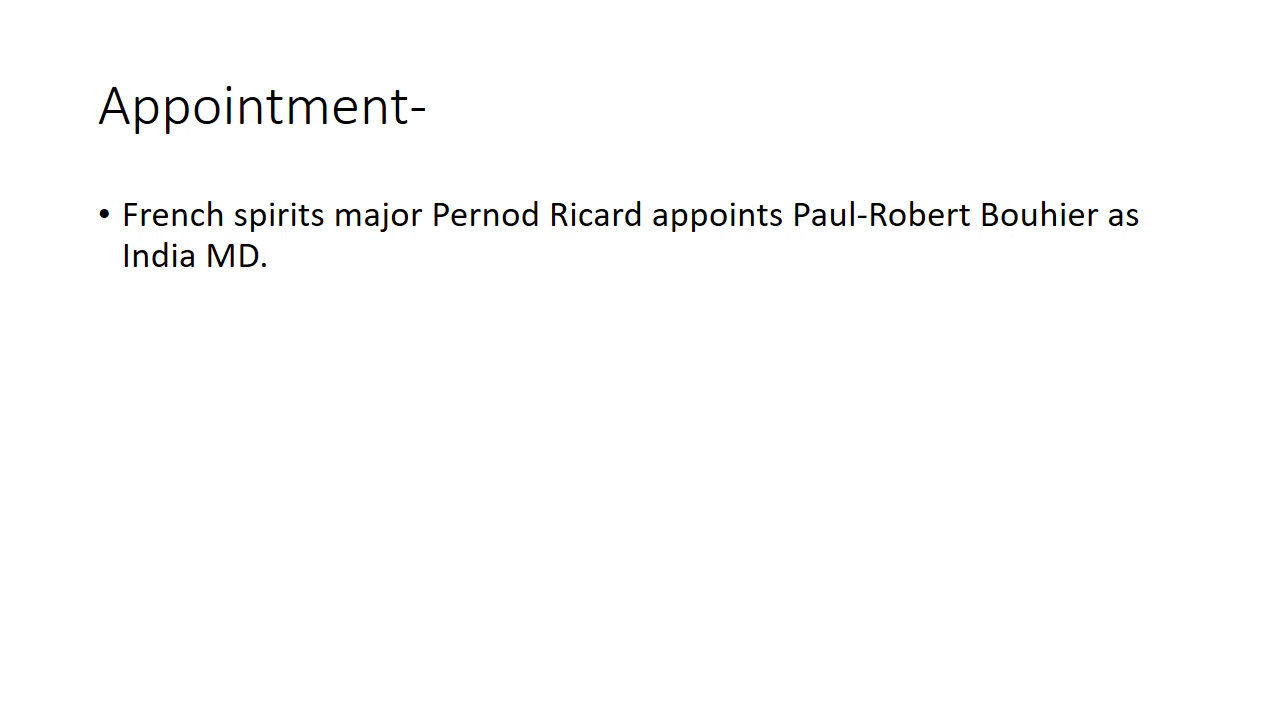 Appointment-
• French spirits major Pernod Ricard appoints Paul-Robert Bouhier as
India MD.